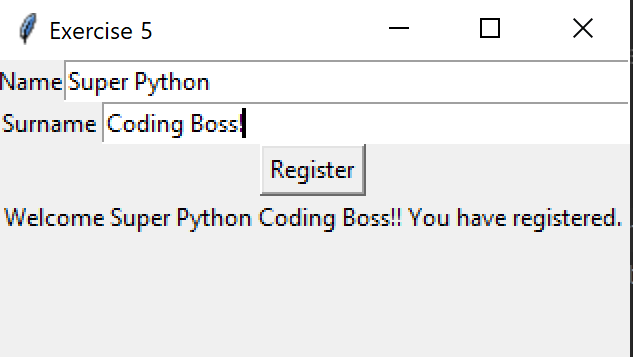 Exercise 5
Name Super Python
Surname Coding Boss!
Register
Welcome Super Python Coding Boss!! You have registered.